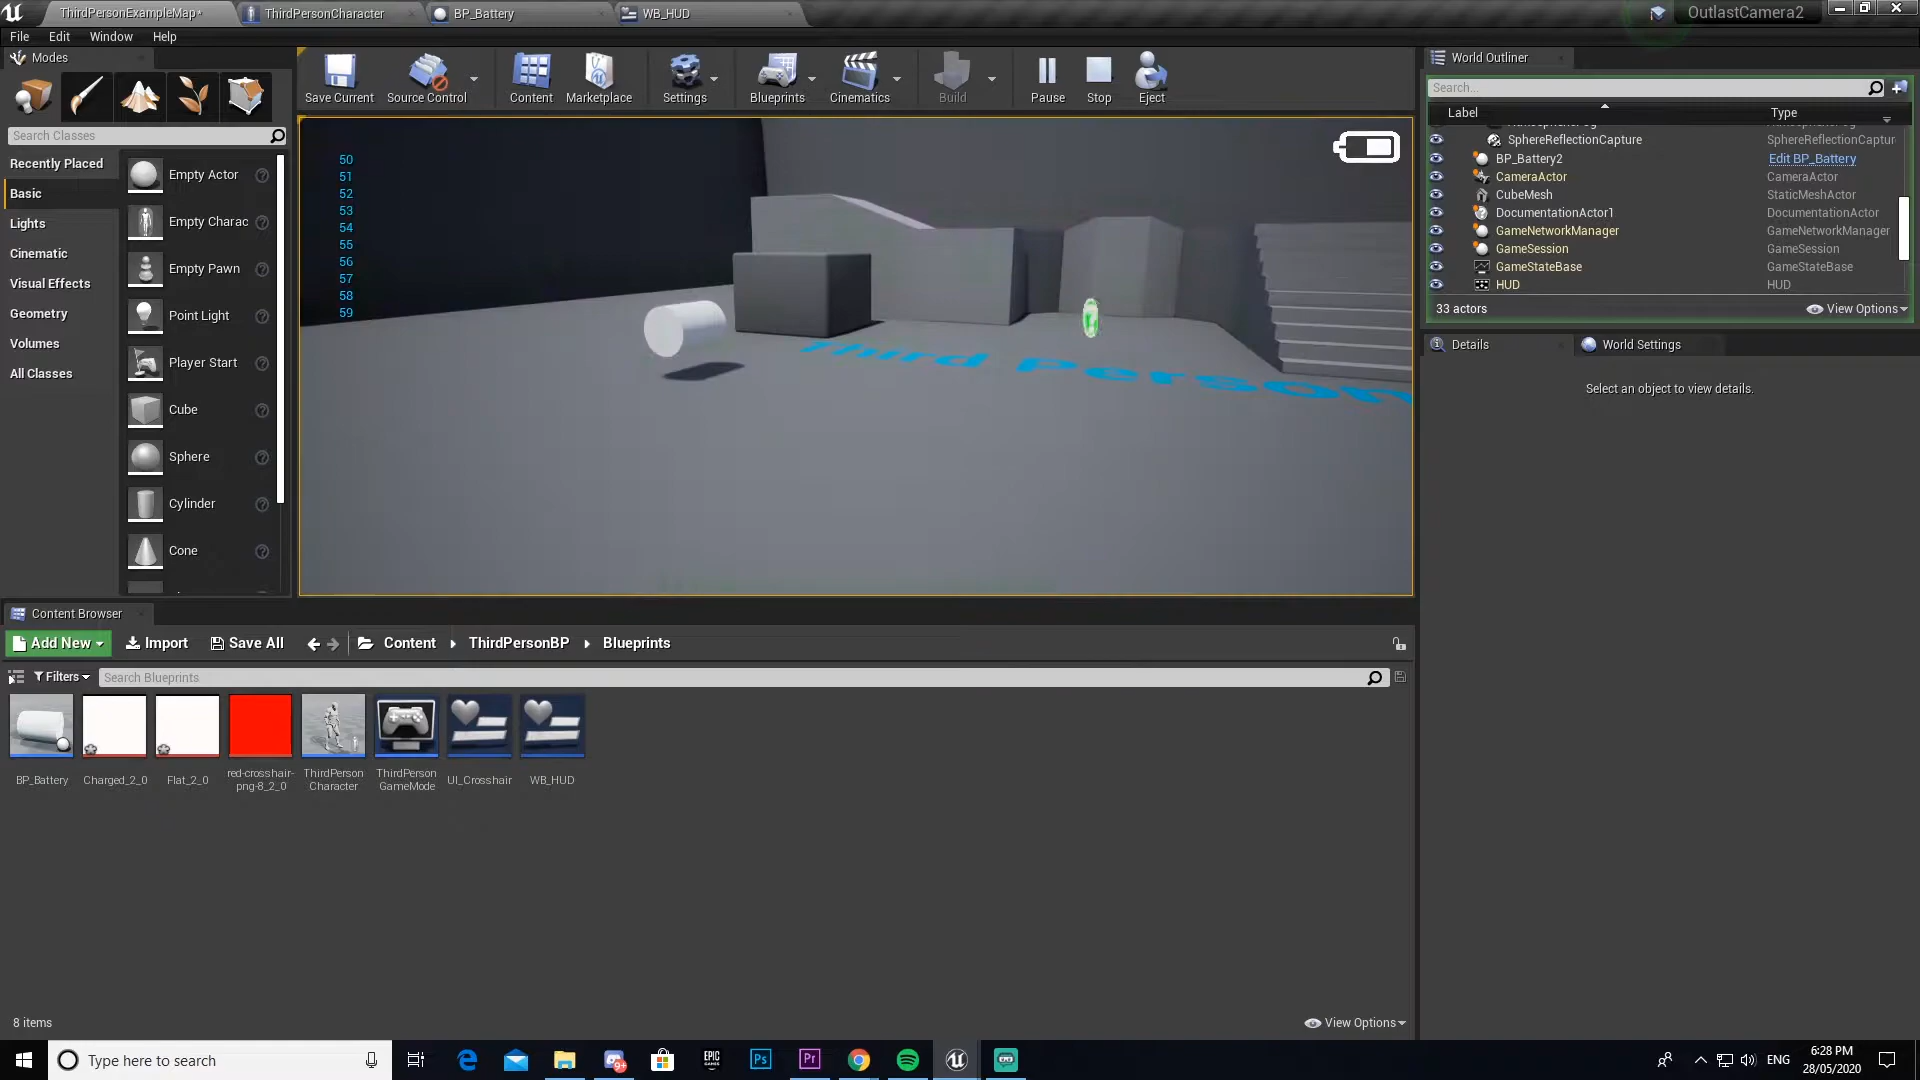 ThirdPersonExampleMap*
ThirdPersonCharacter
BP_Battery
WB_HUD
OutlastCamera2
File
Edit
Window
Help
Modes
Save Current
Source Control
Content
Marketplace
Settings
Blueprints
Cinematics
Build
Pause
Stop
Eject
World Outliner
Search...
Label
Type
SphereReflectionCapture
SphereReflectionCaptur
BP_Battery2
Edit BP_Battery
CameraActor
CameraActor
CubeMesh
StaticMeshActor
DocumentationActor1
DocumentationActor
GameNetworkManager
GameNetworkManager
GameSession
GameSession
GameStateBase
GameStateBase
HUD
HUD
33 actors
View Options
Details
World Settings
Select an object to view details.
Search Classes
Recently Placed
Basic
Lights
Cinematic
Visual Effects
Geometry
Volumes
All Classes
Empty Actor
Empty Charac
Empty Pawn
Point Light
Player Start
Cube
Sphere
Cylinder
Cone
50
51
52
53
54
55
56
57
58
59
Third Person
Content Browser
Add New
Import
Save All
Content
ThirdPersonBP
Blueprints
Filters
Search Blueprints
BP_Battery
Charged_2_0
Flat_2_0
red-crosshair-
png-8_2_0
ThirdPerson
Character
ThirdPerson
GameMode
UI_Crosshair
WB_HUD
8 items
View Options
Type here to search
EPIC
GAMES
Ps
Pr
9+
ENG
6:28 PM
28/05/2020